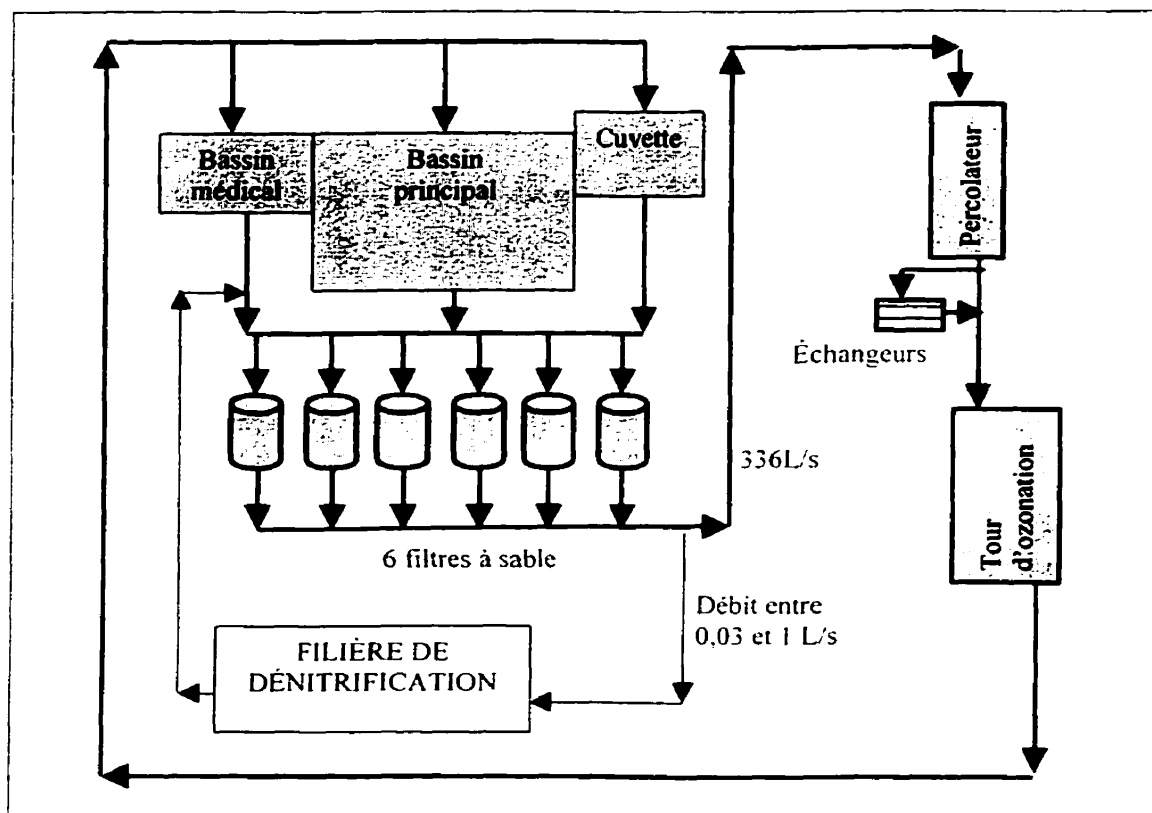 Bassin
médical
Bassin
principal
Cuvette
Percolateur
Échangeurs
336L/s
6 filtres à sable
Tour
d'ozonation
Débit entre
0,03 et 1 L/s
FILIÈRE DE
DÉNITRIFICATION